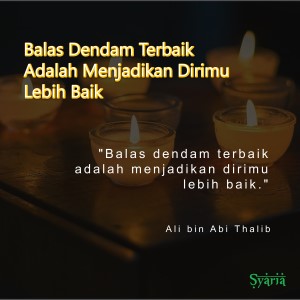 Balas Dendam Terbaik
Adalah Menjadikan Dirimu
Lebih Baik
"Balas dendam terbaik
adalah menjadikan dirimu
lebih baik."
Ali bin Abi Thalib
Syaria